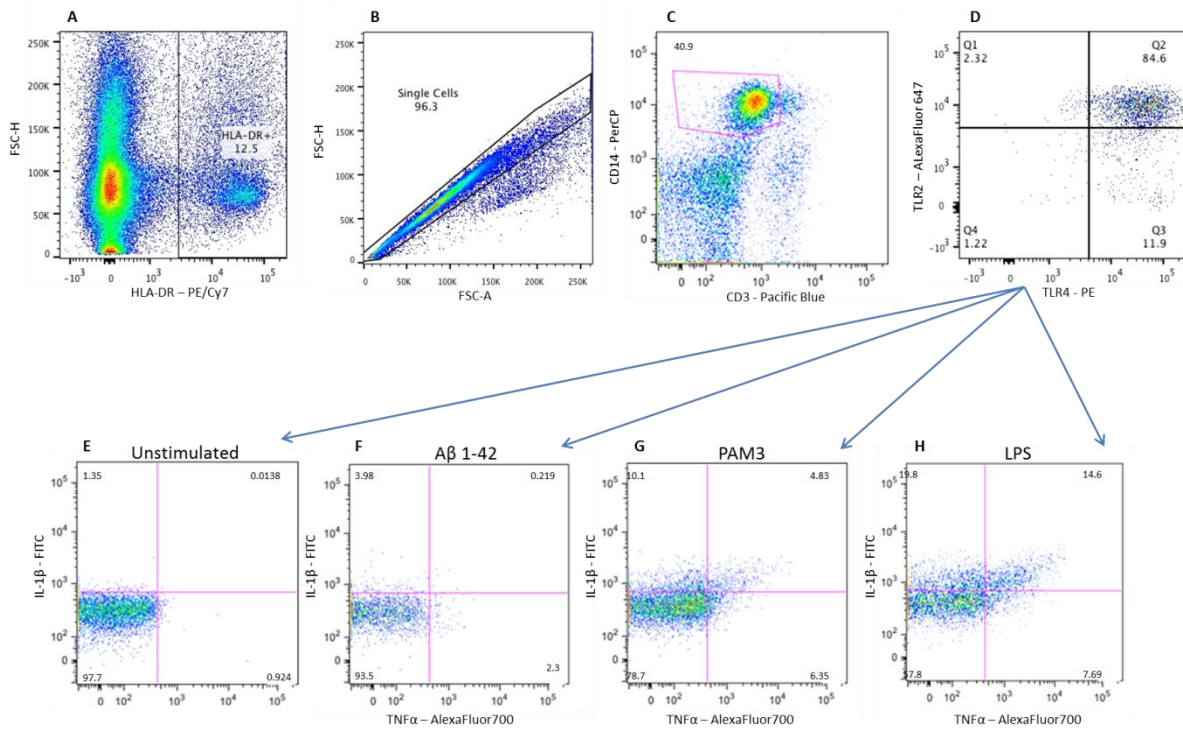 A
FSC-H
250K
200K
150K
100K
50K
0
HLA-DR+
12.5
-10³ 0 10³ 10⁴ 10⁵
HLA-DR – PE/Cy7
B
FSC-H
250K
200K
150K
100K
50K
0
Single Cells
96.3
0 50K 100K 150K 200K 250K
FSC-A
C
40.9
CD14 - PerCP
10⁵
10⁴
10³
10²
0
0 10² 10³ 10⁴ 10⁵
CD3 - Pacific Blue
D
Q1
2.32
Q2
84.6
TLR2 – ALexaFluor 647
10⁵
10⁴
10³
0
-10³
Q4
1.22
Q3
11.9
0 10³ 10⁴ 10⁵
TLR4 - PE
E
Unstimulated
1.35 0.0138
IL-1β - FITC
10⁵
10⁴
10³
10²
0
97.7 0.924
0 10² 10³ 10⁴ 10⁵
F
Aβ 1-42
3.98 0.219
IL-1β - FITC
10⁵
10⁴
10³
10²
0
93.5 2.3
0 10² 10³ 10⁴ 10⁵
TNFα – AlexaFluor700
G
PAM3
10.1 4.83
IL-1β - FITC
10⁵
10⁴
10³
10²
0
78.7 6.35
0 10² 10³ 10⁴ 10⁵
TNFα – AlexaFluor700
H
LPS
19.8 14.6
IL-1β - FITC
10⁵
10⁴
10³
10²
0
57.8 7.69
0 10² 10³ 10⁴ 10⁵
TNFα – AlexaFluor700